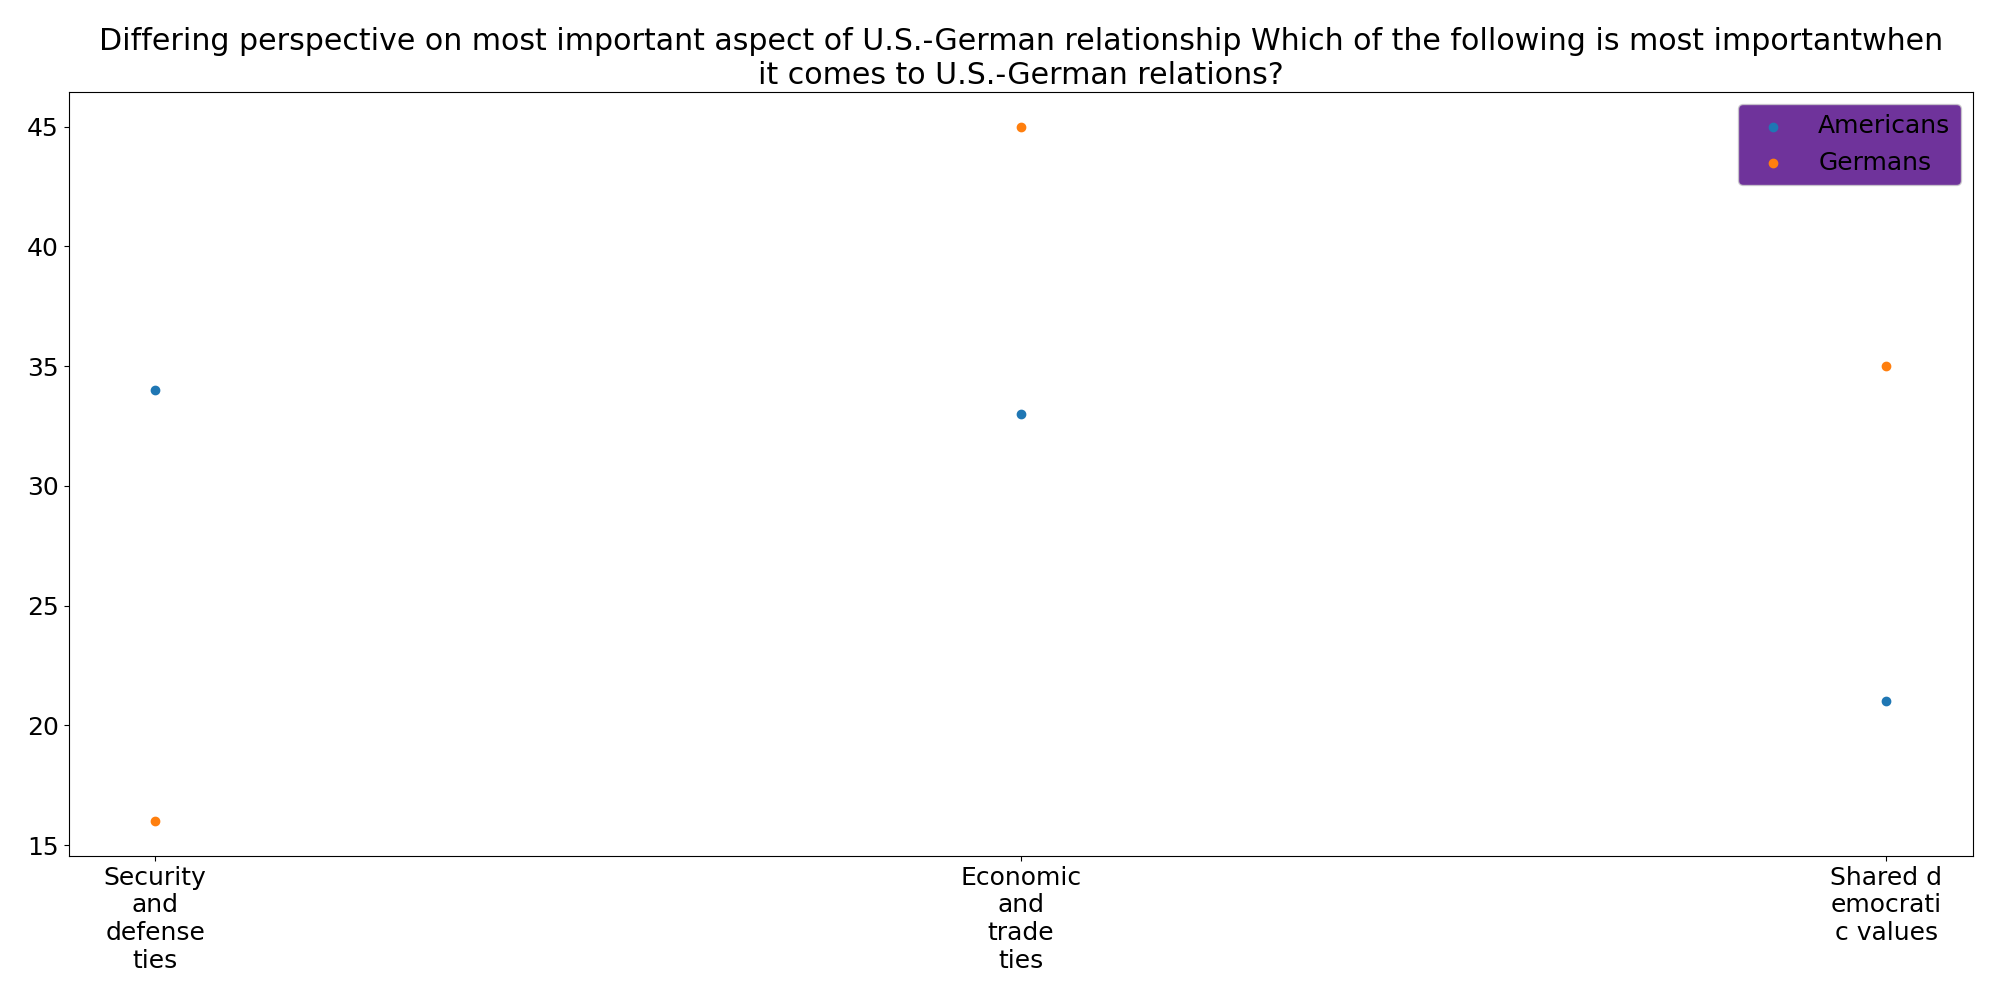 Differing perspective on most important aspect of U.S.-German relationship Which of the following is most importantwhen
it comes to U.S.-German relations?
45
40
35
30
25
20
15
Americans
Germans
Security
and
defense
ties
Economic
and
trade
ties
Shared d
emocrati
c values